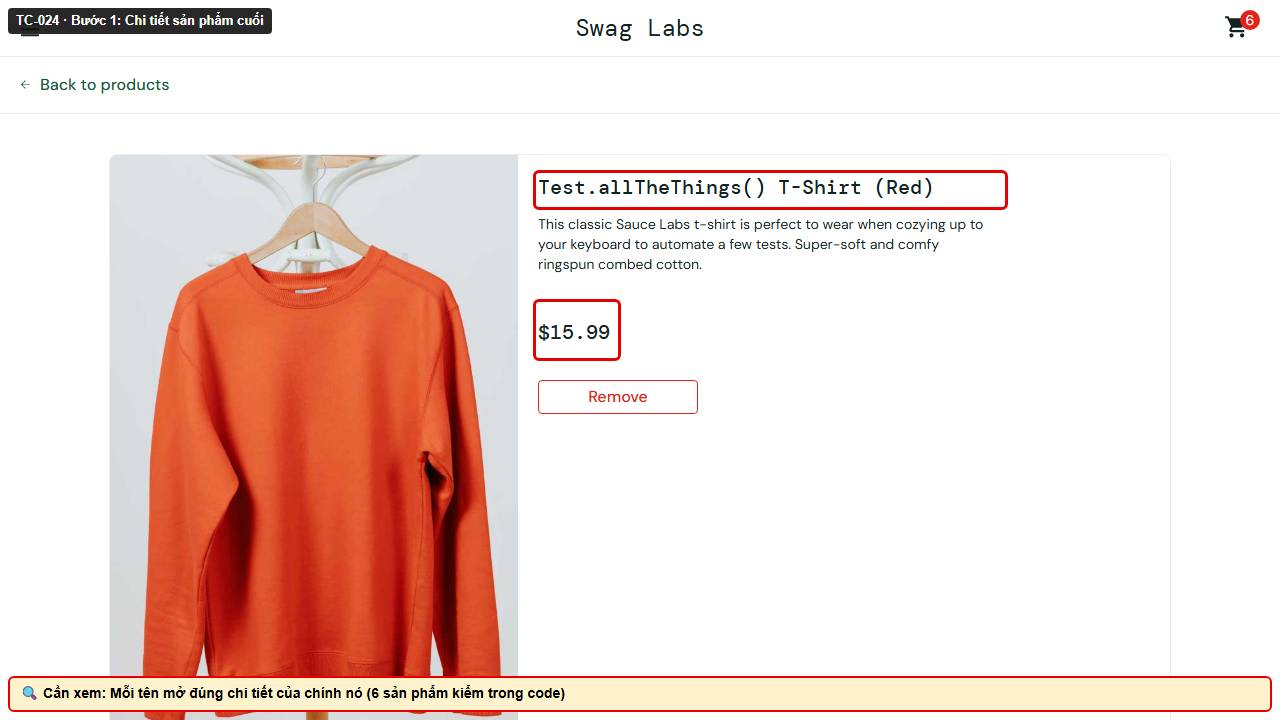 TC-024 · Bước 1: Chi tiết sản phẩm cuối
Swag Labs
6
Back to products
Test.allTheThings() T-Shirt (Red)
This classic Sauce Labs t-shirt is perfect to wear when cozying up to
your keyboard to automate a few tests. Super-soft and comfy
ringspun combed cotton.
$15.99
Remove
🔍 Cần xem: Mỗi tên mở đúng chi tiết của chính nó (6 sản phẩm kiểm trong code)